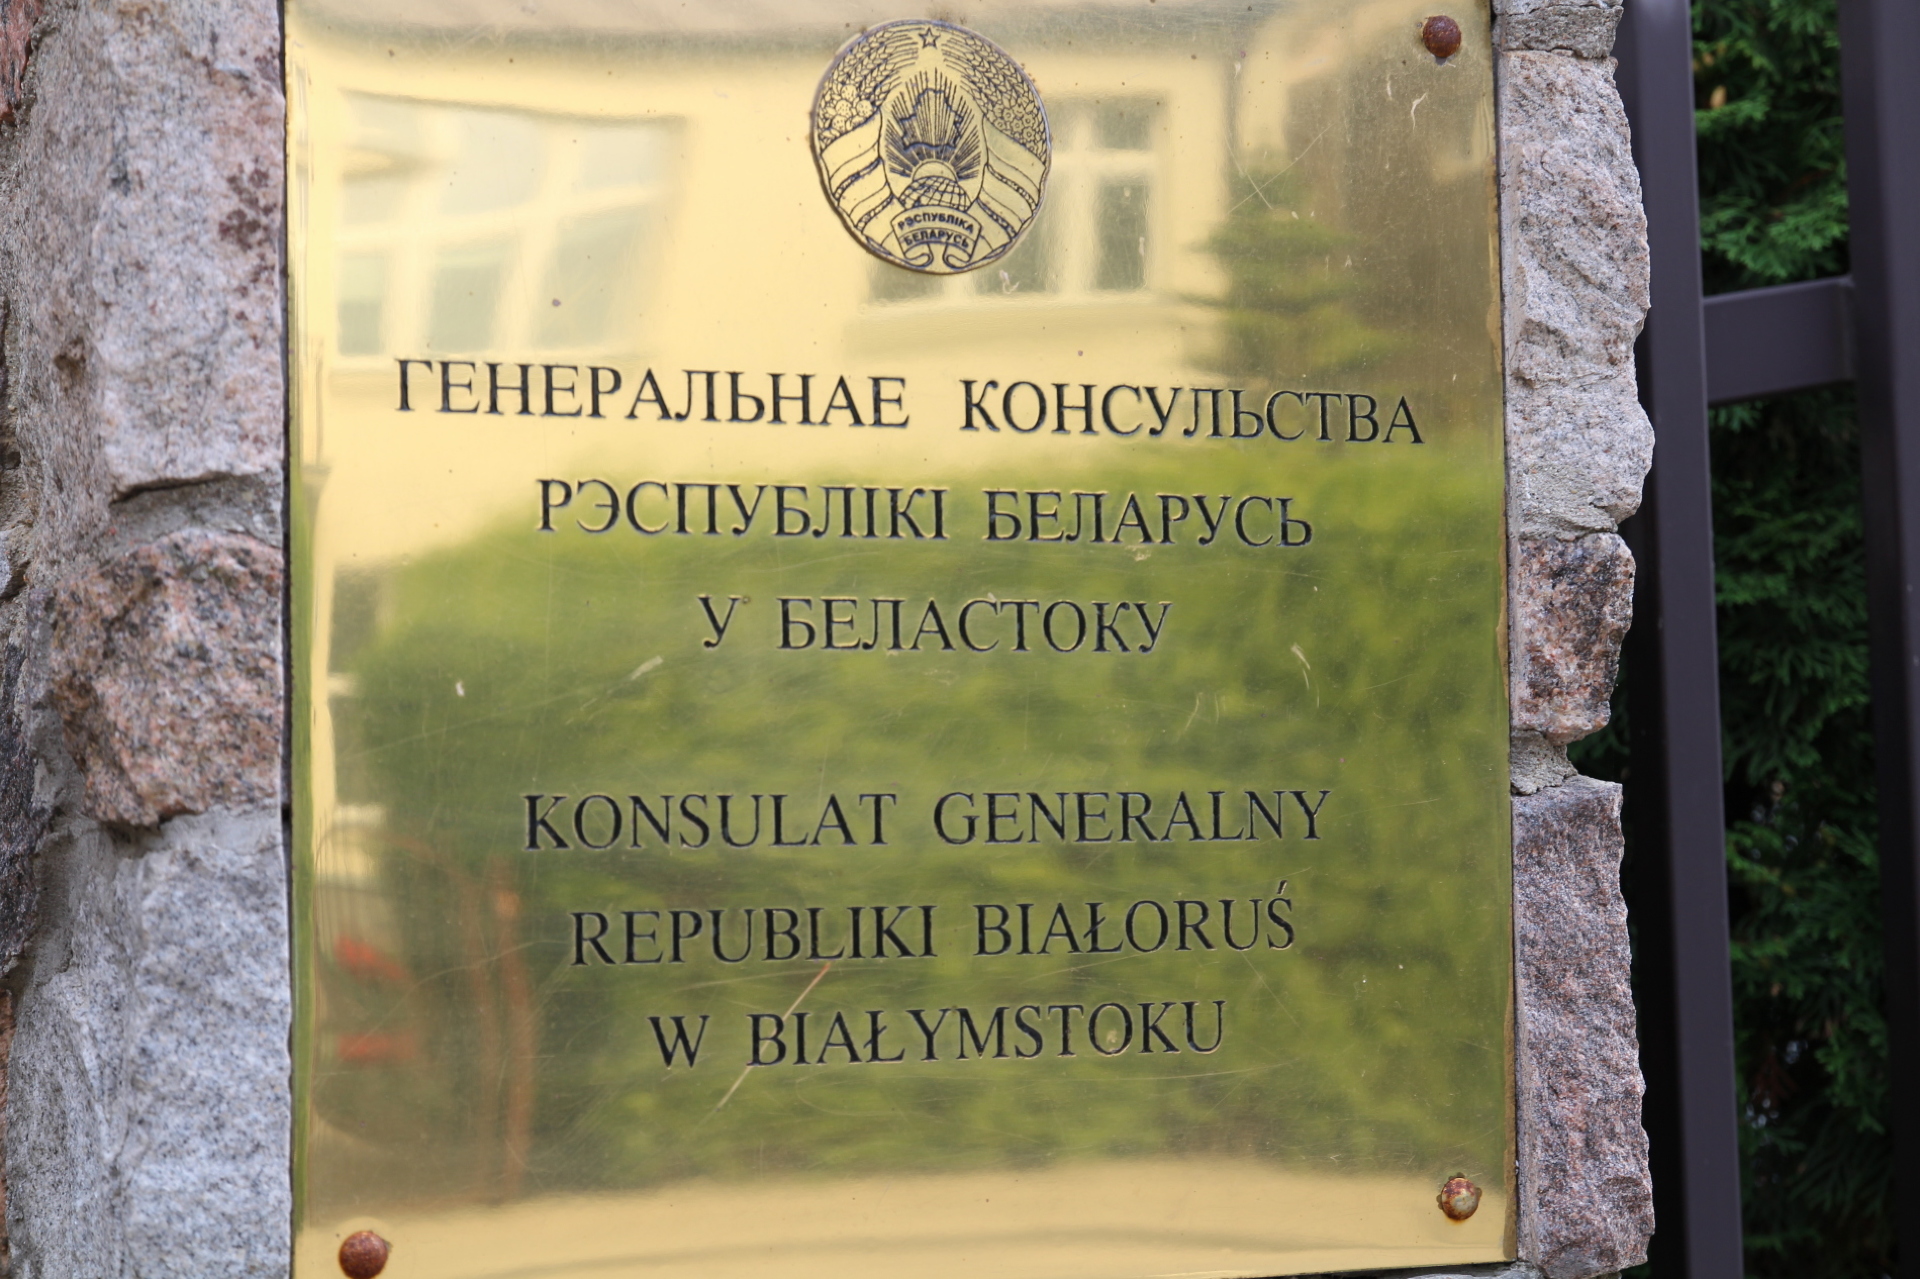 РЭСПУБЛІКА
БЕЛАРУСЬ
ГЕНЕРАЛЬНАЕ КОНСУЛЬСТВА
РЭСПУБЛІКІ БЕЛАРУСЬ
У БЕЛАСТОКУ
KONSULAT GENERALNY
REPUBLIKI BIAŁORUŚ
W BIAŁYMSTOKU